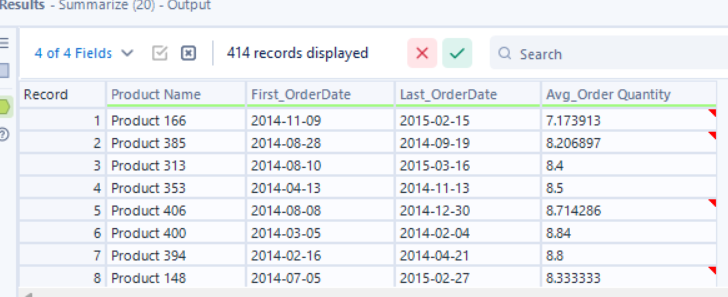 Results - Summarize (20) - Output
4 of 4 Fields 414 records displayed Search
Record Product Name First_OrderDate Last_OrderDate Avg_Order Quantity
1 Product 166 2014-11-09 2015-02-15 7.173913
2 Product 385 2014-08-28 2014-09-19 8.206897
3 Product 313 2014-08-10 2015-03-16 8.4
4 Product 353 2014-04-13 2014-11-13 8.5
5 Product 406 2014-08-08 2014-12-30 8.714286
6 Product 400 2014-03-05 2014-02-04 8.84
7 Product 394 2014-02-16 2014-04-21 8.8
8 Product 148 2014-07-05 2015-02-27 8.333333